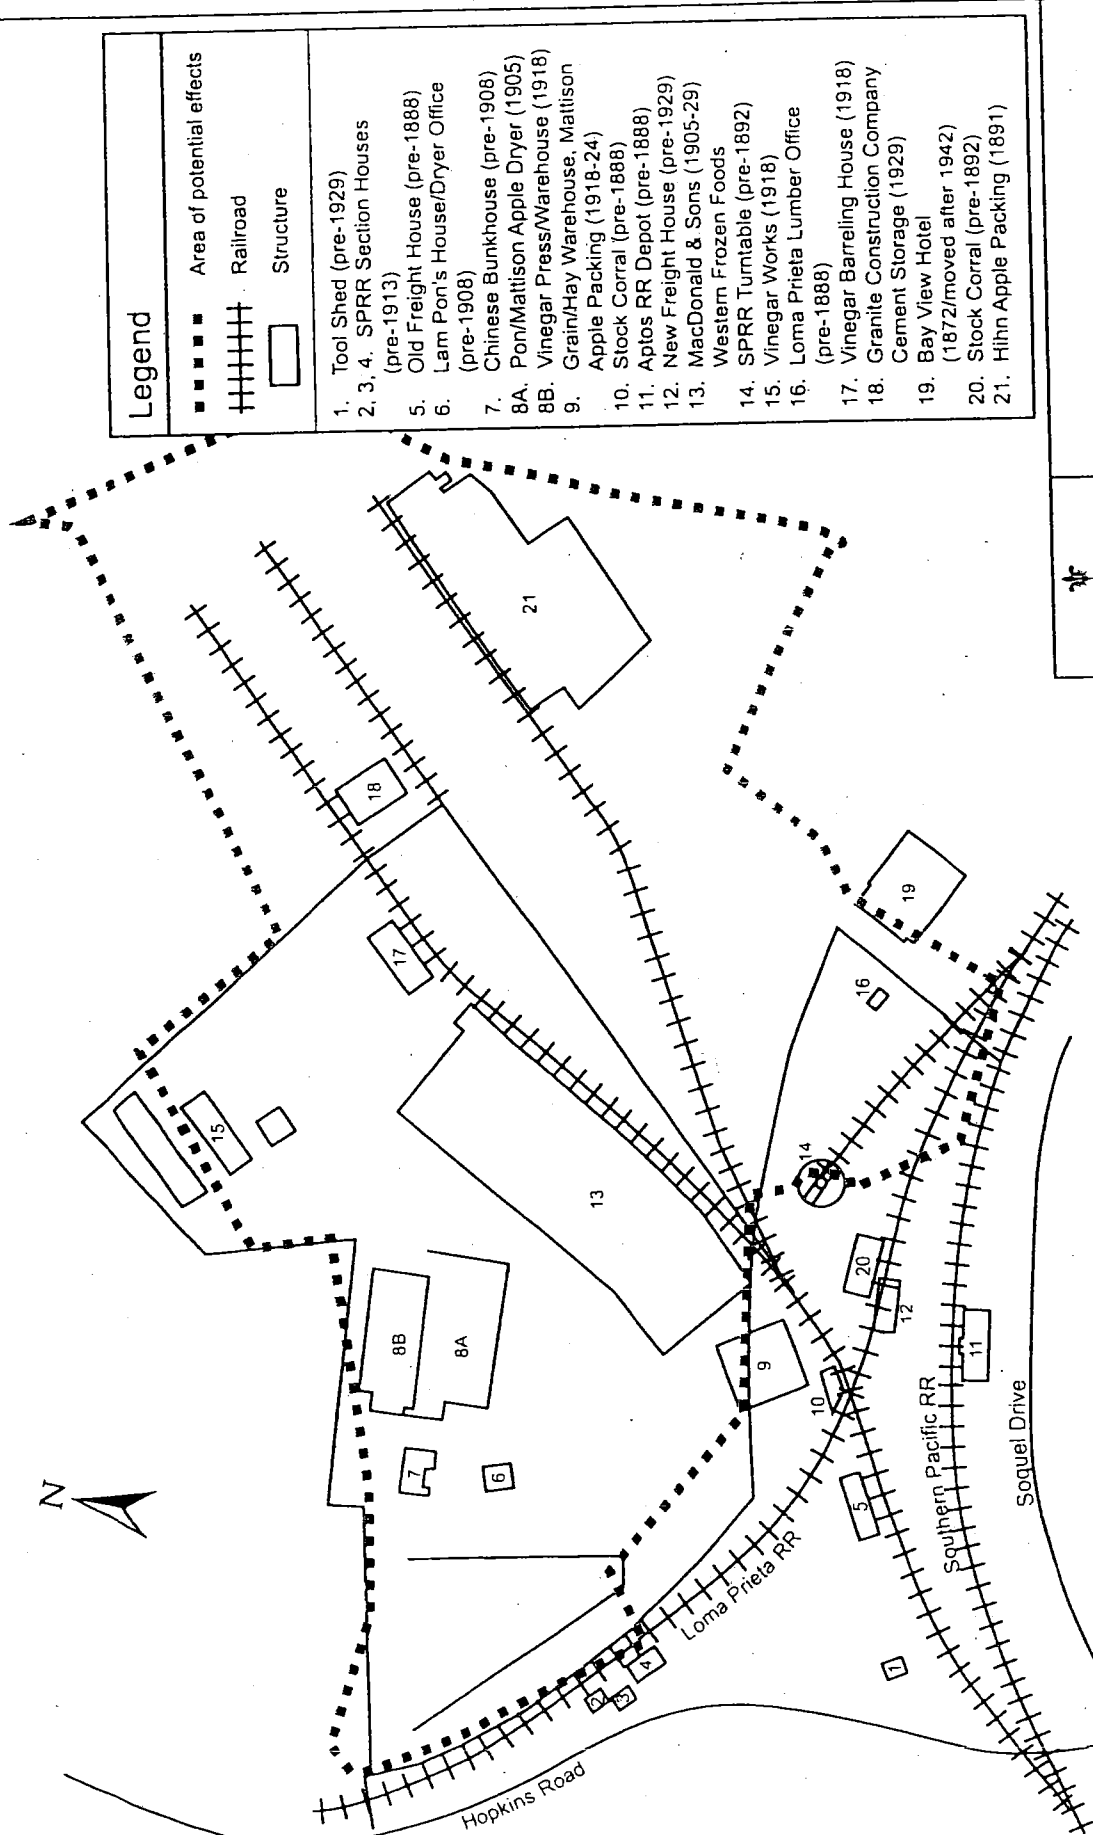 Legend
Area of potential effects
Railroad
Structure
1. Tool Shed (pre-1929)
2, 3, 4. SPRR Section Houses
(pre-1913)
5. Old Freight House (pre-1888)
6. Lam Pon's House/Dryer Office
(pre-1908)
7. Chinese Bunkhouse (pre-1908)
8A. Pon/Mattison Apple Dryer (1905)
8B. Vinegar Press/Warehouse (1918)
9. Grain/Hay Warehouse, Mattison
Apple Packing (1918-24)
10. Stock Corral (pre-1888)
11. Aptos RR Depot (pre-1888)
12. New Freight House (pre-1929)
13. MacDonald & Sons (1905-29)
Western Frozen Foods
14. SPRR Turntable (pre-1892)
15. Vinegar Works (1918)
16. Loma Prieta Lumber Office
(pre-1888)
17. Vinegar Barreling House (1918)
18. Granite Construction Company
Cement Storage (1929)
19. Bay View Hotel
(1872/moved after 1942)
20. Stock Corral (pre-1892)
21. Hihn Apple Packing (1891)
N
21
18
17
15
13
8B
8A
7
6
9
10
14
16
19
20
12
11
5
4
3
2
1
Loma Prieta RR
Southern Pacific RR
Soquel Drive
Hopkins Road